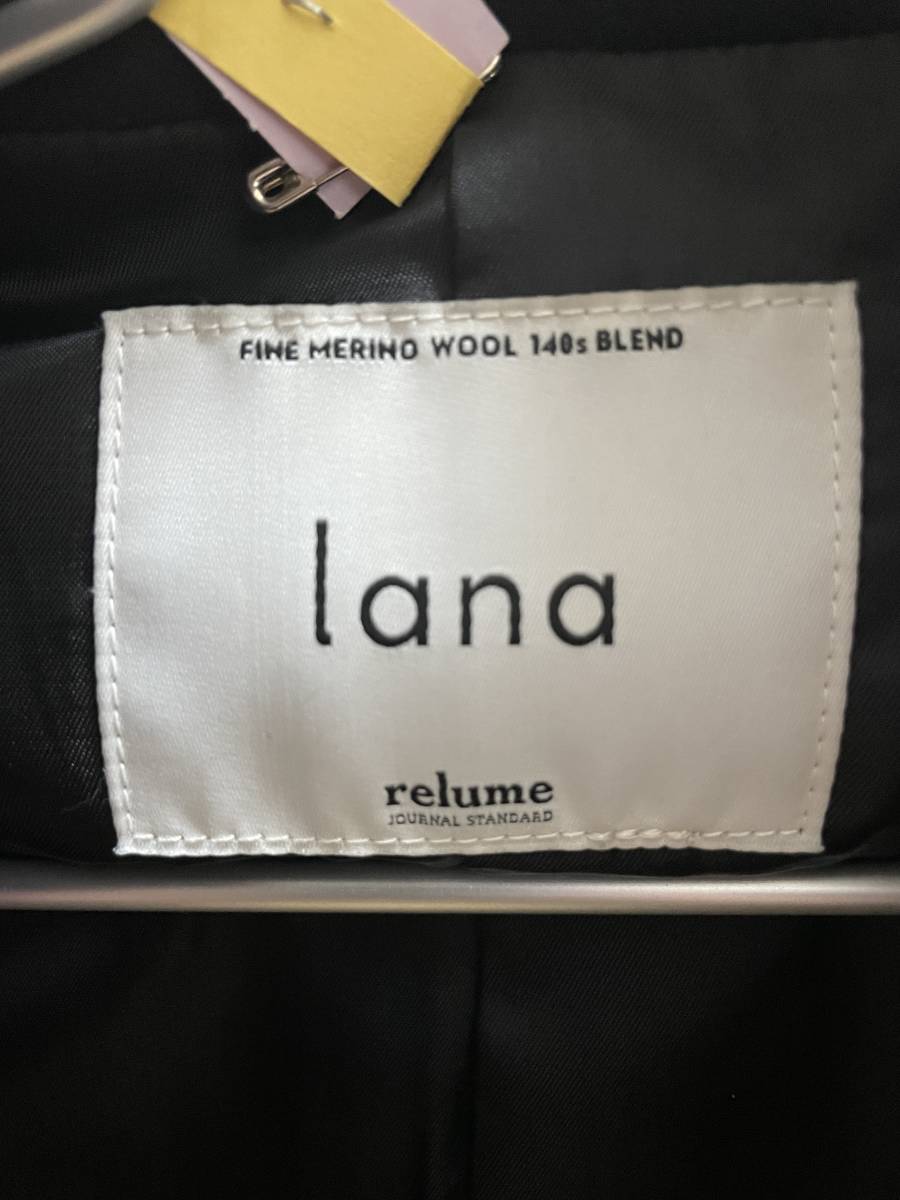 FINE MERINO WOOL 140s BLEND
lana
relume
JOURNAL STANDARD